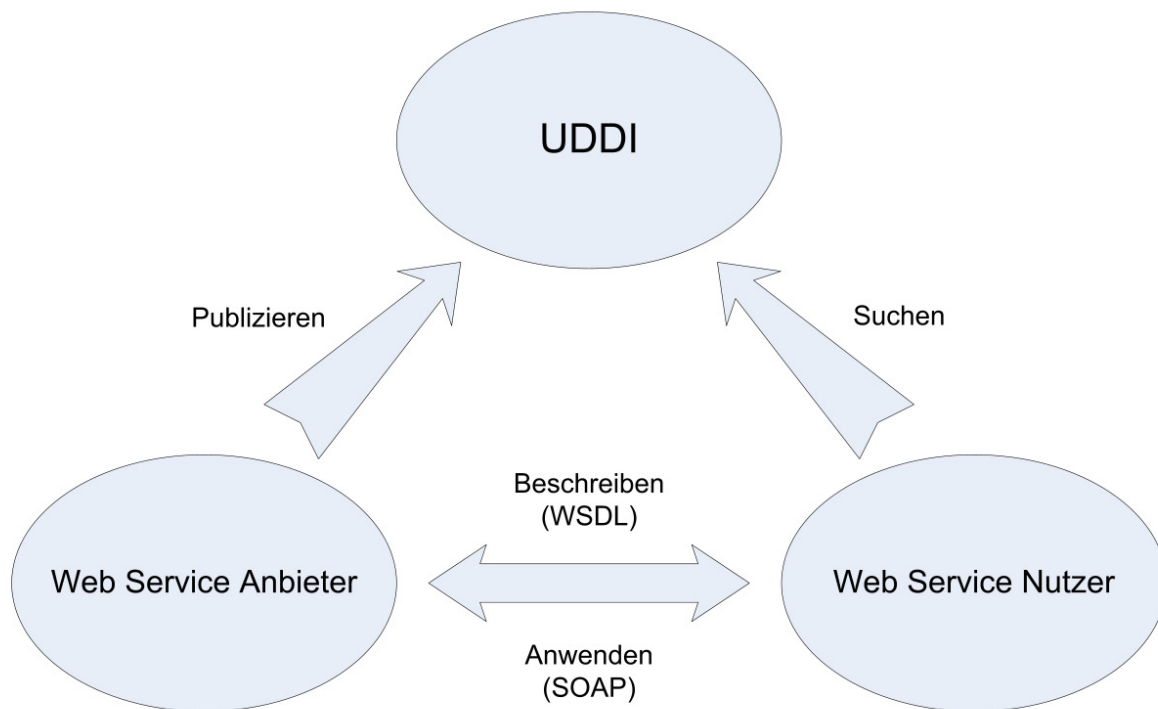 UDDI
Publizieren
Suchen
Beschreiben
(WSDL)
Web Service Anbieter
Web Service Nutzer
Anwenden
(SOAP)